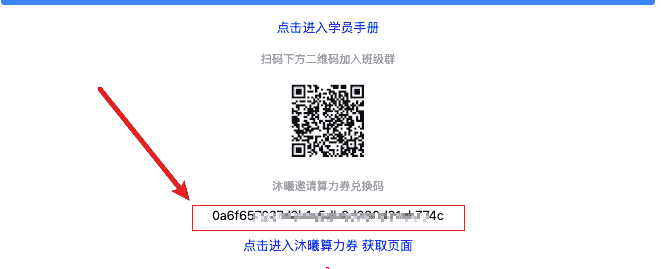 点击进入学员手册
扫码下方二维码加入班级群
沐曦邀请算力券兑换码
0a6f65
点击进入沐曦算力券 获取页面